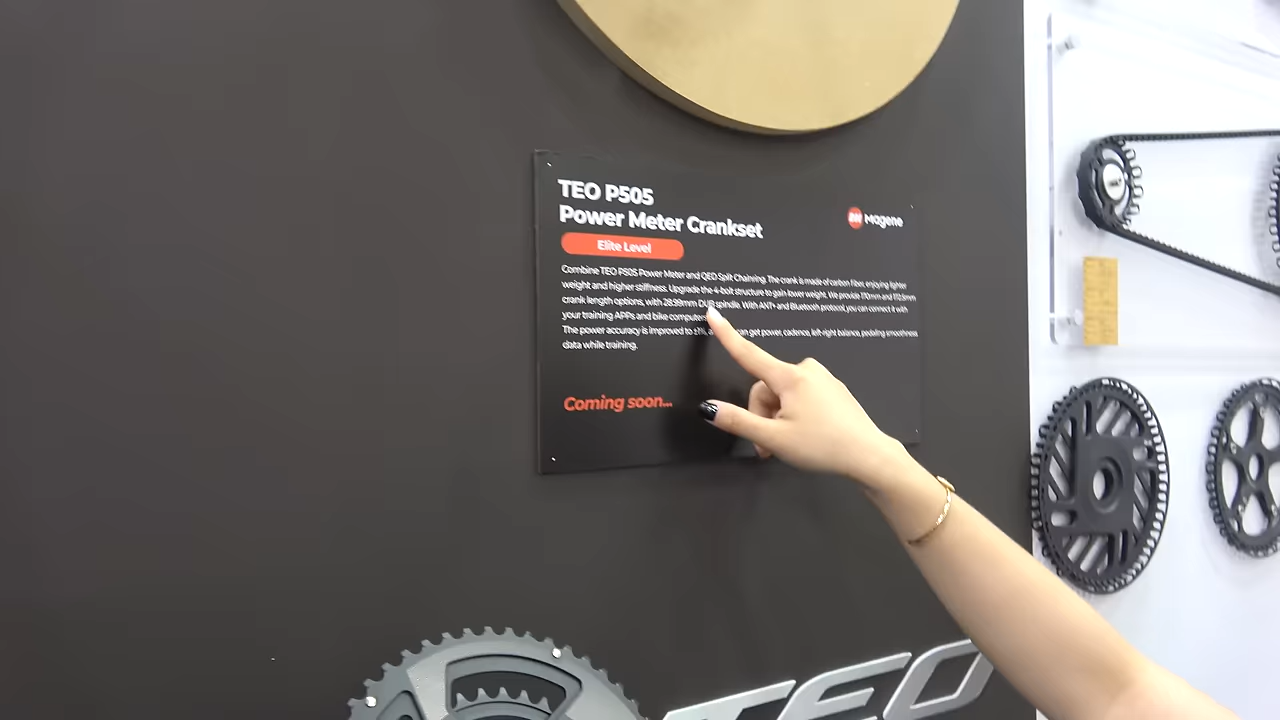 TEO P505
Power Meter Crankset
Magene
Elite Level
Combine TEO P505 Power Meter and QED Split Chainring. The crank is made of carbon fiber, enjoying lighter
weight and higher stiffness. Upgrade the 4-bolt structure to gain lower weight. We provide 170mm and 172.5mm
crank length options, with 28.99mm DUB spindle. With ANT+ and Bluetooth protocol, you can connect it with
your training APPs and bike computer
The power accuracy is improved to ±1%, can get power, cadence, left-right balance, pedaling smoothness
data while training.
Coming soon...
TEO